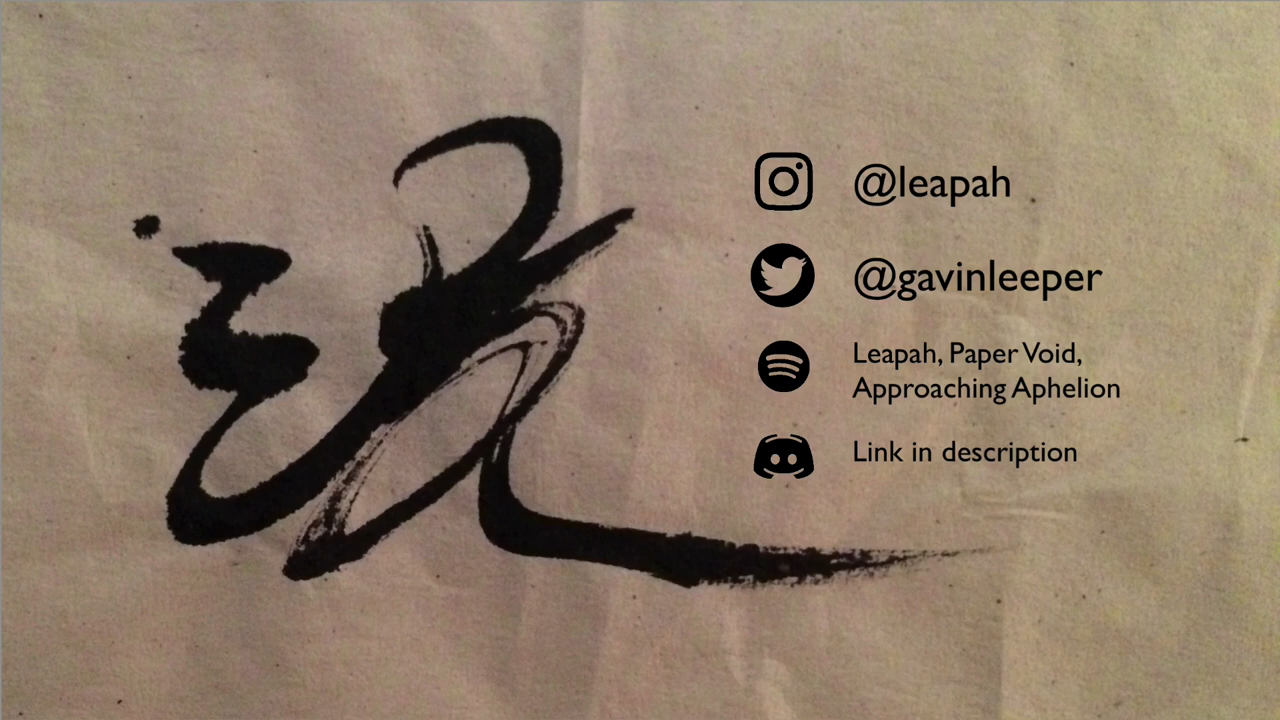 @leapah
@gavinleeper
Leapah, Paper Void,
Approaching Aphelion
Link in description